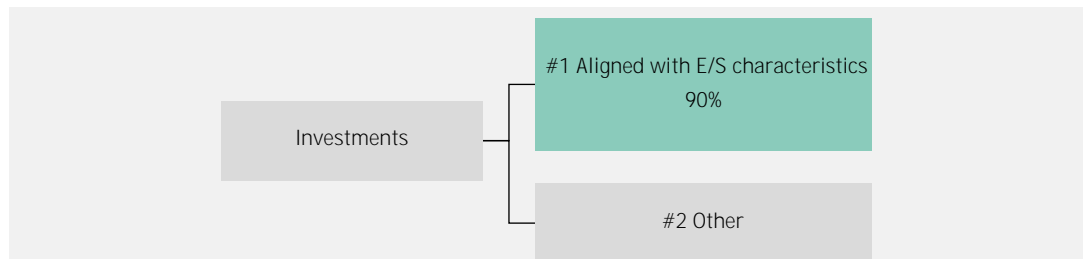 #1 Aligned with E/S characteristics
90%
Investments
#2 Other